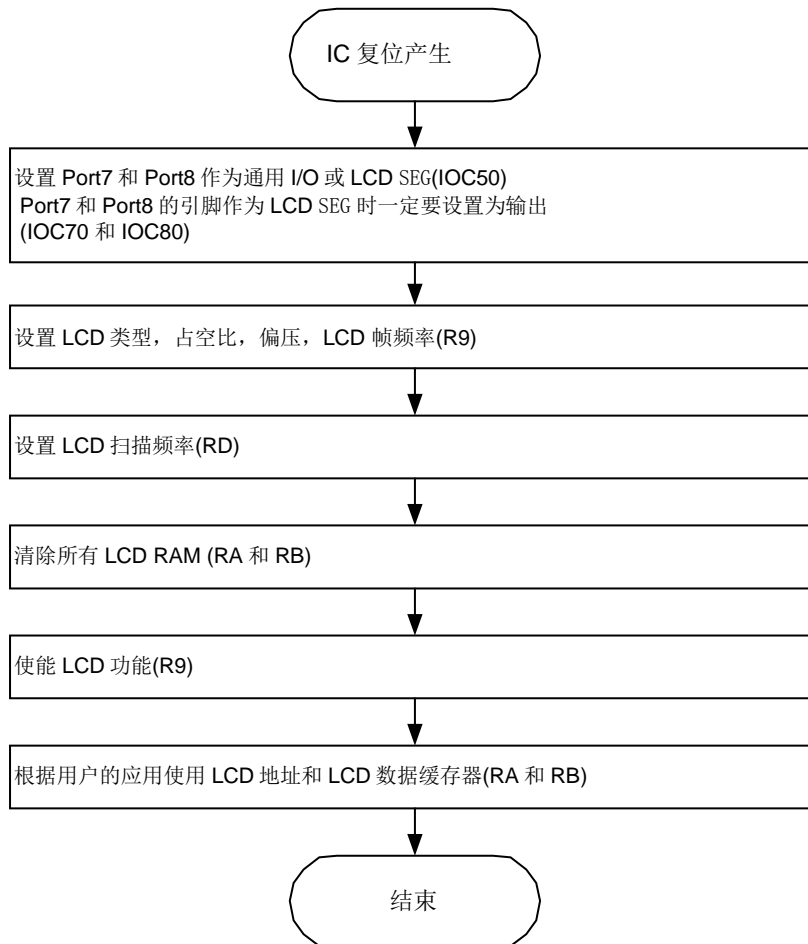 IC 复位产生
设置 Port7 和 Port8 作为通用 I/O 或 LCD SEG(IOC50)
Port7 和 Port8 的引脚作为 LCD SEG 时一定要设置为输出
(IOC70 和 IOC80)
设置 LCD 类型，占空比，偏压，LCD 帧频率(R9)
设置 LCD 扫描频率(RD)
清除所有 LCD RAM (RA 和 RB)
使能 LCD 功能(R9)
根据用户的应用使用 LCD 地址和 LCD 数据缓存器(RA 和 RB)
结束